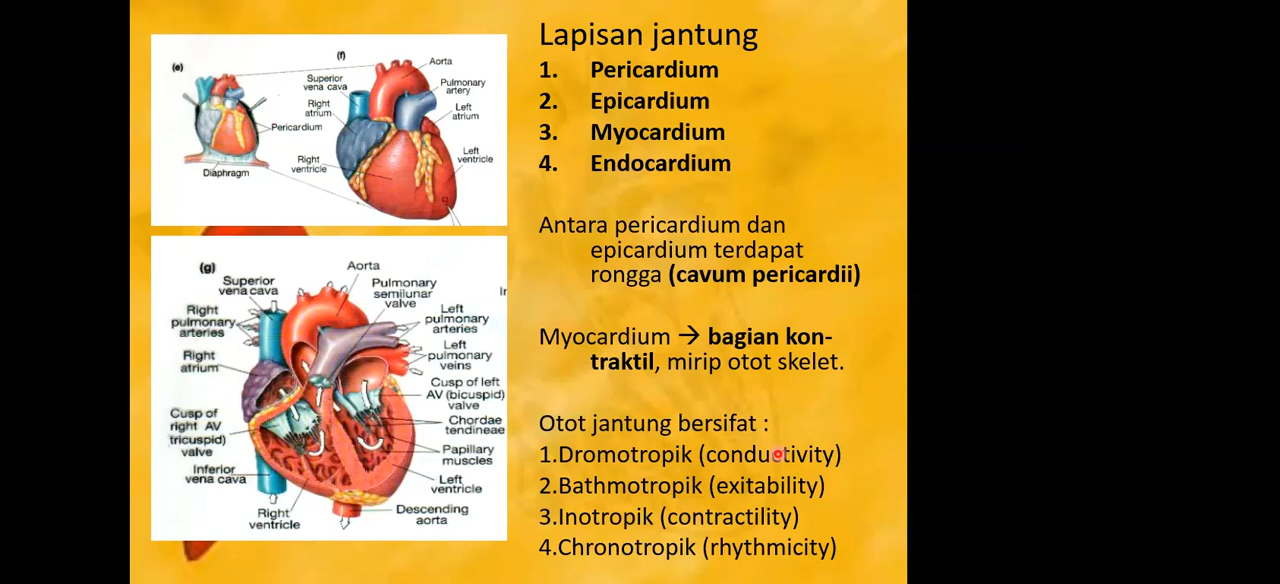 (e)
(f)
Aorta
Superior
vena cava
Pulmonary
artery
Right
atrium
Left
atrium
Pericardium
Right
ventricle
Left
ventricle
Diaphragm
(g)
Aorta
Superior
vena cava
Pulmonary
semilunar
valve
Right
pulmonary
arteries
Left
pulmonary
arteries
Left
pulmonary
veins
Right
atrium
Cusp of left
AV (bicuspid)
valve
Cusp of
right AV
tricuspid)
valve
Chordae
tendineae
Papillary
muscles
Inferior
vena cava
Left
ventricle
Right
ventricle
Descending
aorta
Lapisan jantung
1. Pericardium
2. Epicardium
3. Myocardium
4. Endocardium
Antara pericardium dan
epicardium terdapat
rongga (cavum pericardii)
Myocardium → bagian kon-
traktil, mirip otot skelet.
Otot jantung bersifat :
1.Dromotropik (conductivity)
2.Bathmotropik (exitability)
3.Inotropik (contractility)
4.Chronotropik (rhythmicity)